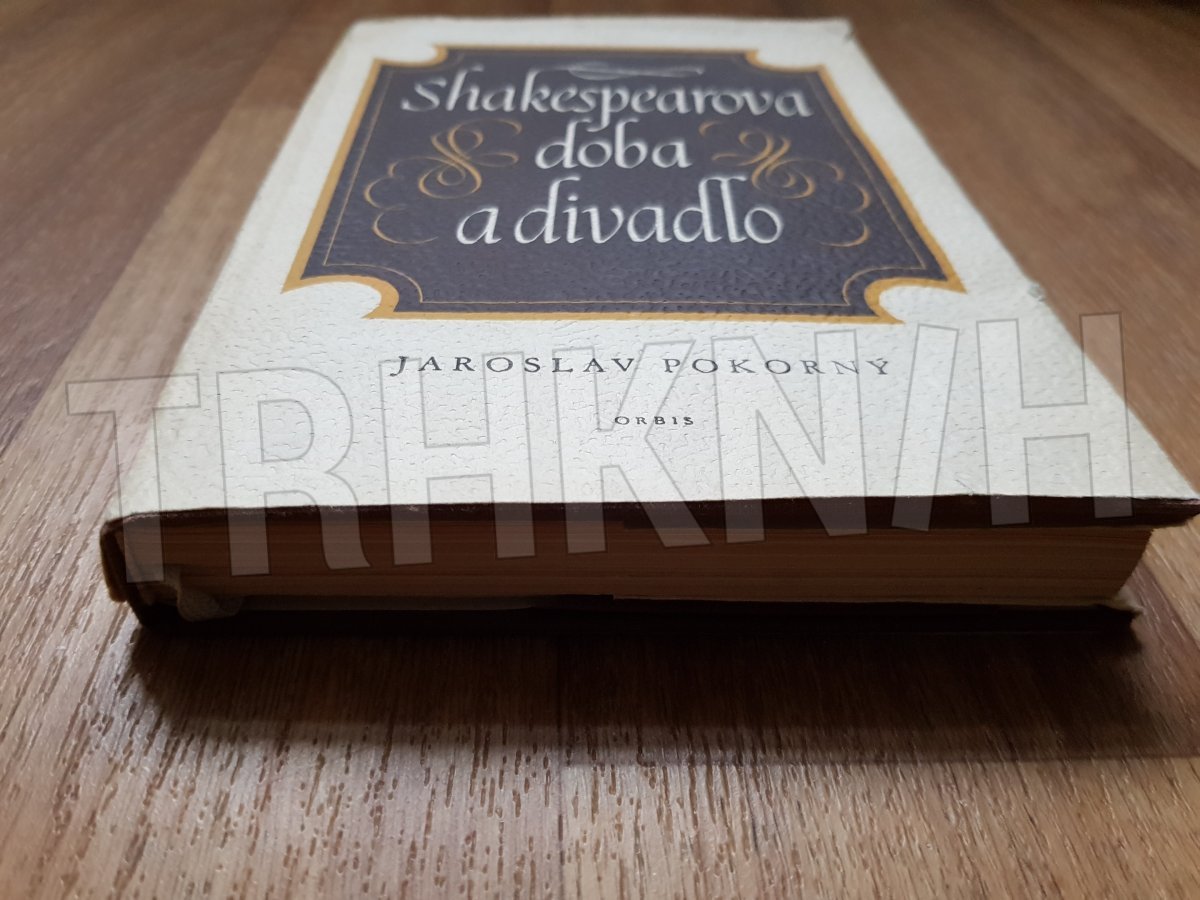 Shakespearova
doba
a divadlo
JAROSLAV POKORNÝ
ORBIS
TRHKNIH